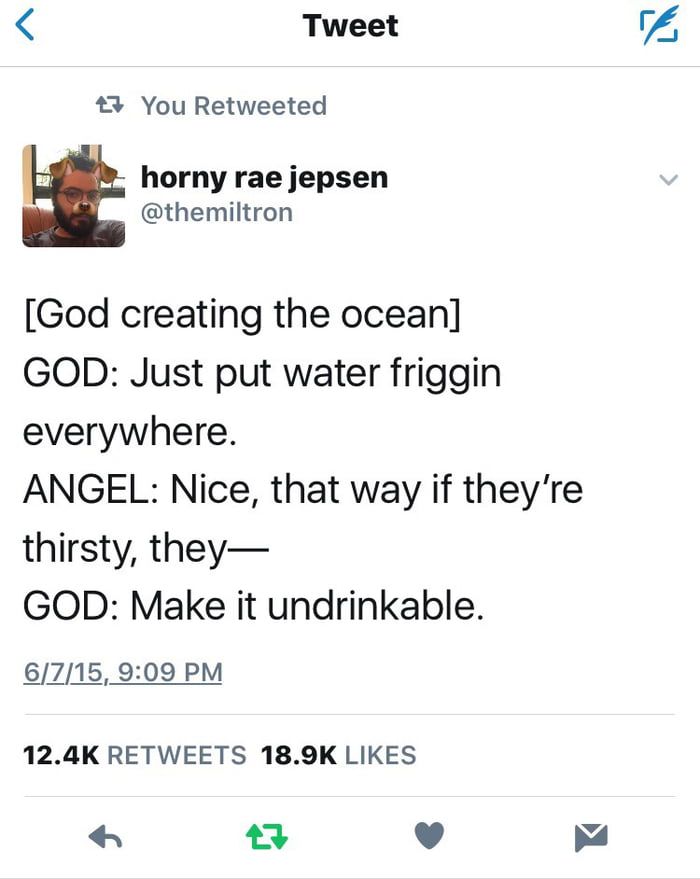 Tweet
You Retweeted
horny rae jepsen
@themiltron
[God creating the ocean]
GOD: Just put water friggin
everywhere.
ANGEL: Nice, that way if they’re
thirsty, they—
GOD: Make it undrinkable.
6/7/15, 9:09 PM
12.4K RETWEETS 18.9K LIKES